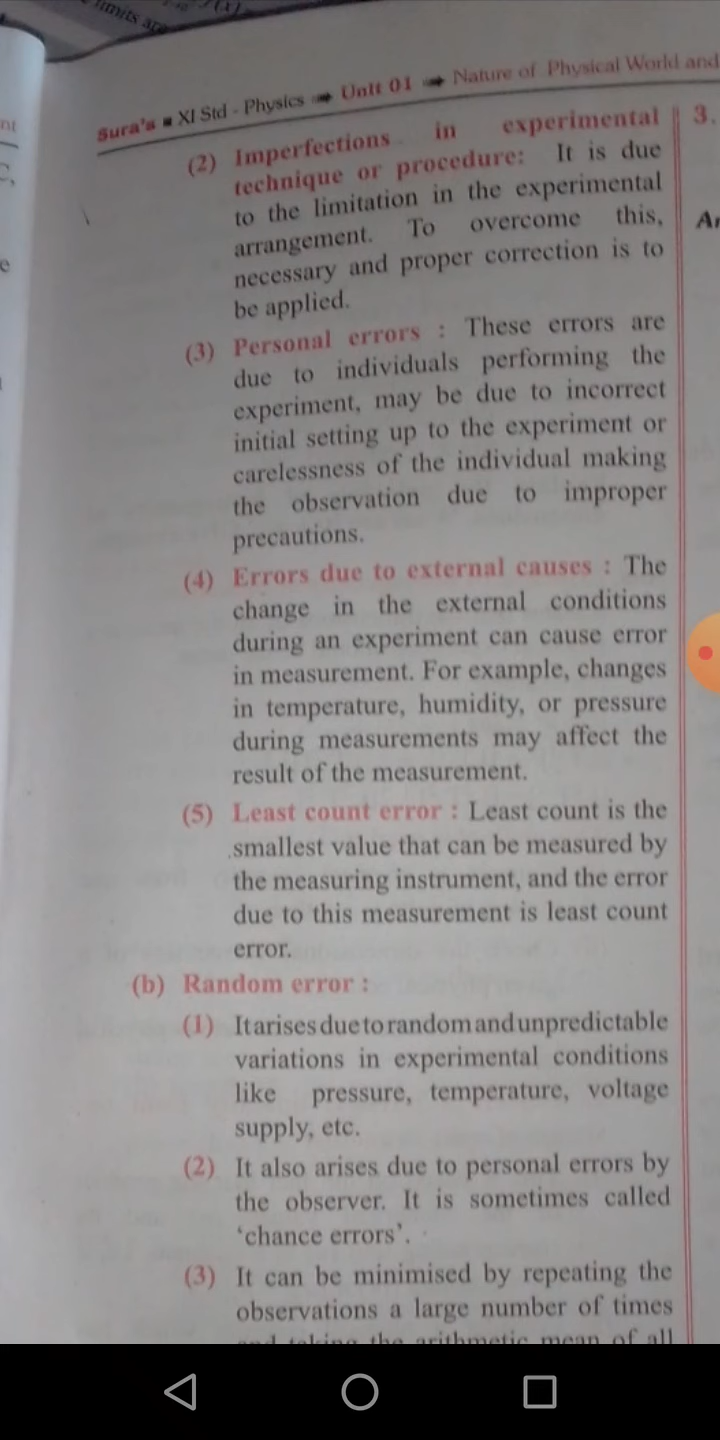 limits are
Sura's ■ XI Std - Physics ➠ Unit 01 ➠ Nature of Physical World and
(2) Imperfections in experimental
technique or procedure: It is due
to the limitation in the experimental
arrangement. To overcome this,
necessary and proper correction is to
be applied.
(3) Personal errors : These errors are
due to individuals performing the
experiment, may be due to incorrect
initial setting up to the experiment or
carelessness of the individual making
the observation due to improper
precautions.
(4) Errors due to external causes : The
change in the external conditions
during an experiment can cause error
in measurement. For example, changes
in temperature, humidity, or pressure
during measurements may affect the
result of the measurement.
(5) Least count error : Least count is the
smallest value that can be measured by
the measuring instrument, and the error
due to this measurement is least count
error.
(b) Random error :
(1) It arises due to random and unpredictable
variations in experimental conditions
like pressure, temperature, voltage
supply, etc.
(2) It also arises due to personal errors by
the observer. It is sometimes called
‘chance errors’.
(3) It can be minimised by repeating the
observations a large number of times
and taking the arithmetic mean of all
3.